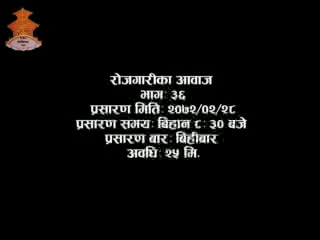 रोजगारीका आवाज
भागः ३६
प्रसारण मितिः २०७२/०२/२८
प्रसारण समयः बिहान ८ः ३० बजे
प्रसारण बारः बिहीबार
अवधिः २५ मि.